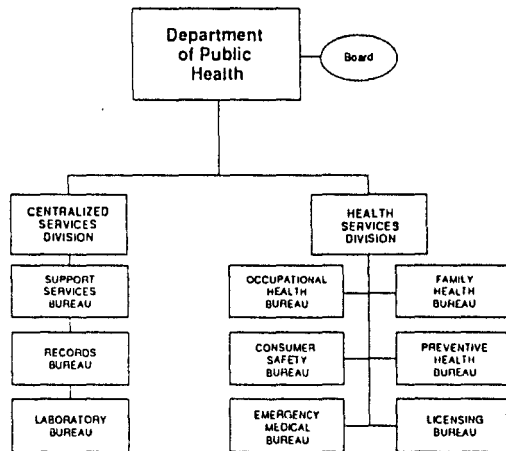 Department
of Public
Health
Board
CENTRALIZED
SERVICES
DIVISION
HEALTH
SERVICES
DIVISION
SUPPORT
SERVICES
BUREAU
OCCUPATIONAL
HEALTH
BUREAU
FAMILY
HEALTH
BUREAU
RECORDS
BUREAU
CONSUMER
SAFETY
BUREAU
PREVENTIVE
HEALTH
BUREAU
LABORATORY
BUREAU
EMERGENCY
MEDICAL
BUREAU
LICENSING
BUREAU